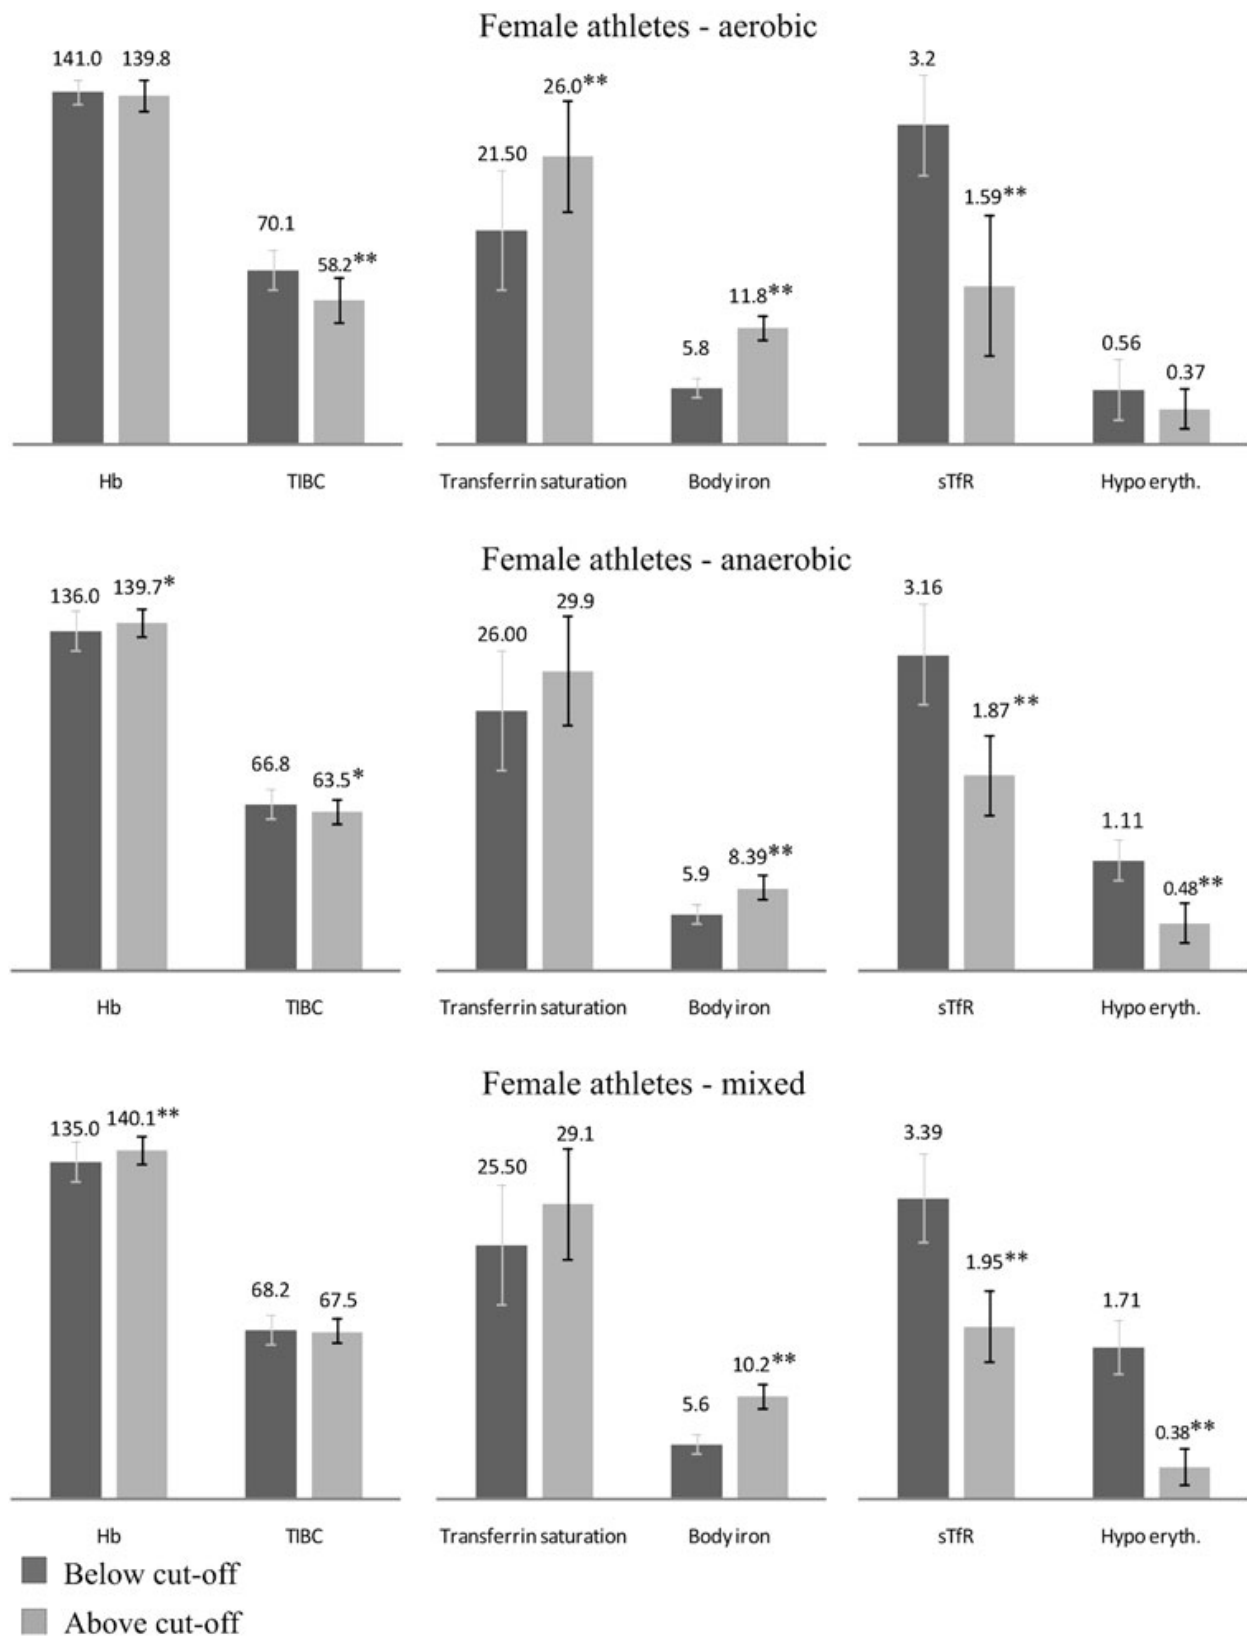 Female athletes - aerobic
141.0 139.8 70.1 58.2** 21.50 26.0** 5.8 11.8** 3.2 1.59** 0.56 0.37
Hb TIBC Transferrin saturation Body iron sTfR Hypo eryth.
Female athletes - anaerobic
136.0 139.7* 66.8 63.5* 26.00 29.9 5.9 8.39** 3.16 1.87** 1.11 0.48**
Hb TIBC Transferrin saturation Body iron sTfR Hypo eryth.
Female athletes - mixed
135.0 140.1** 68.2 67.5 25.50 29.1 5.6 10.2** 3.39 1.95** 1.71 0.38**
Hb TIBC Transferrin saturation Body iron sTfR Hypo eryth.
Below cut-off
Above cut-off